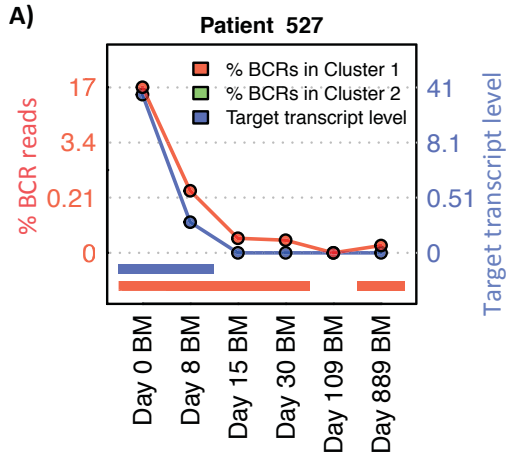 A)
Patient 527
% BCRs in Cluster 1
% BCRs in Cluster 2
Target transcript level
% BCR reads
17
3.4
0.21
0
41
8.1
0.51
0
Target transcript level
Day 0 BM
Day 8 BM
Day 15 BM
Day 30 BM
Day 109 BM
Day 889 BM